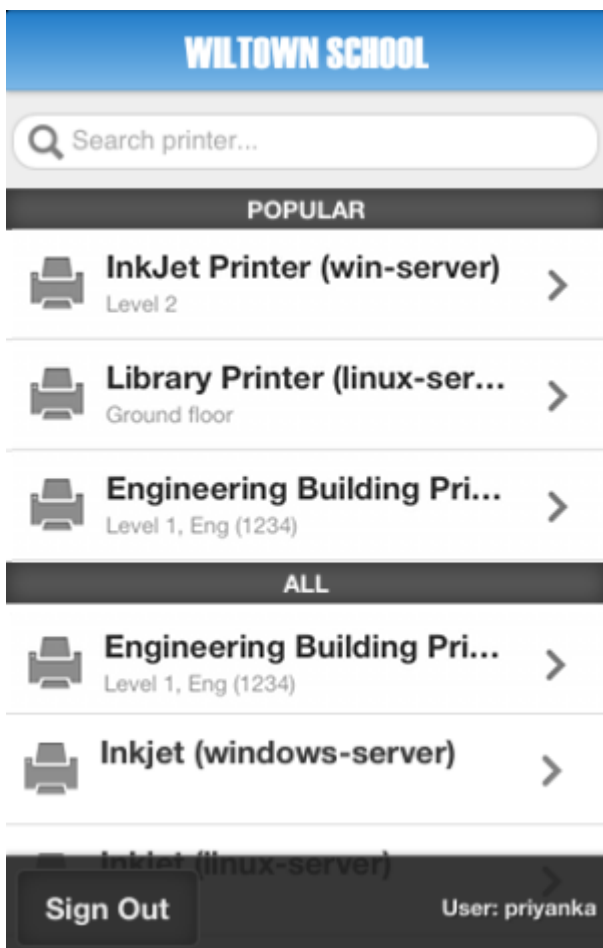 WILTOWN SCHOOL
Search printer...
POPULAR
InkJet Printer (win-server)
Level 2
Library Printer (linux-ser...
Ground floor
Engineering Building Pri...
Level 1, Eng (1234)
ALL
Engineering Building Pri...
Level 1, Eng (1234)
Inkjet (windows-server)
Inkjet (linux-server)
Sign Out
User: priyanka